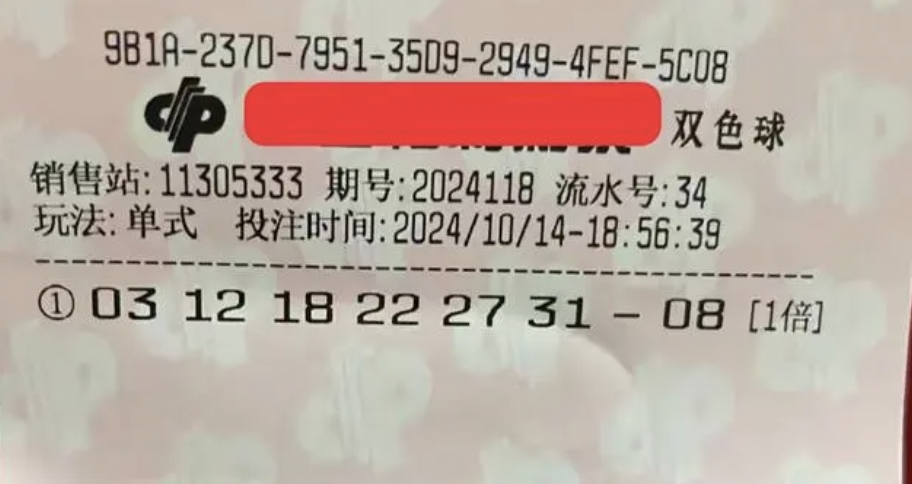 9B1A-237D-7951-35D9-2949-4FEF-5C08
双色球
销售站:11305333 期号:2024118 流水号:34
玩法:单式 投注时间:2024/10/14-18:56:39
① 03 12 18 22 27 31 - 08 [1倍]